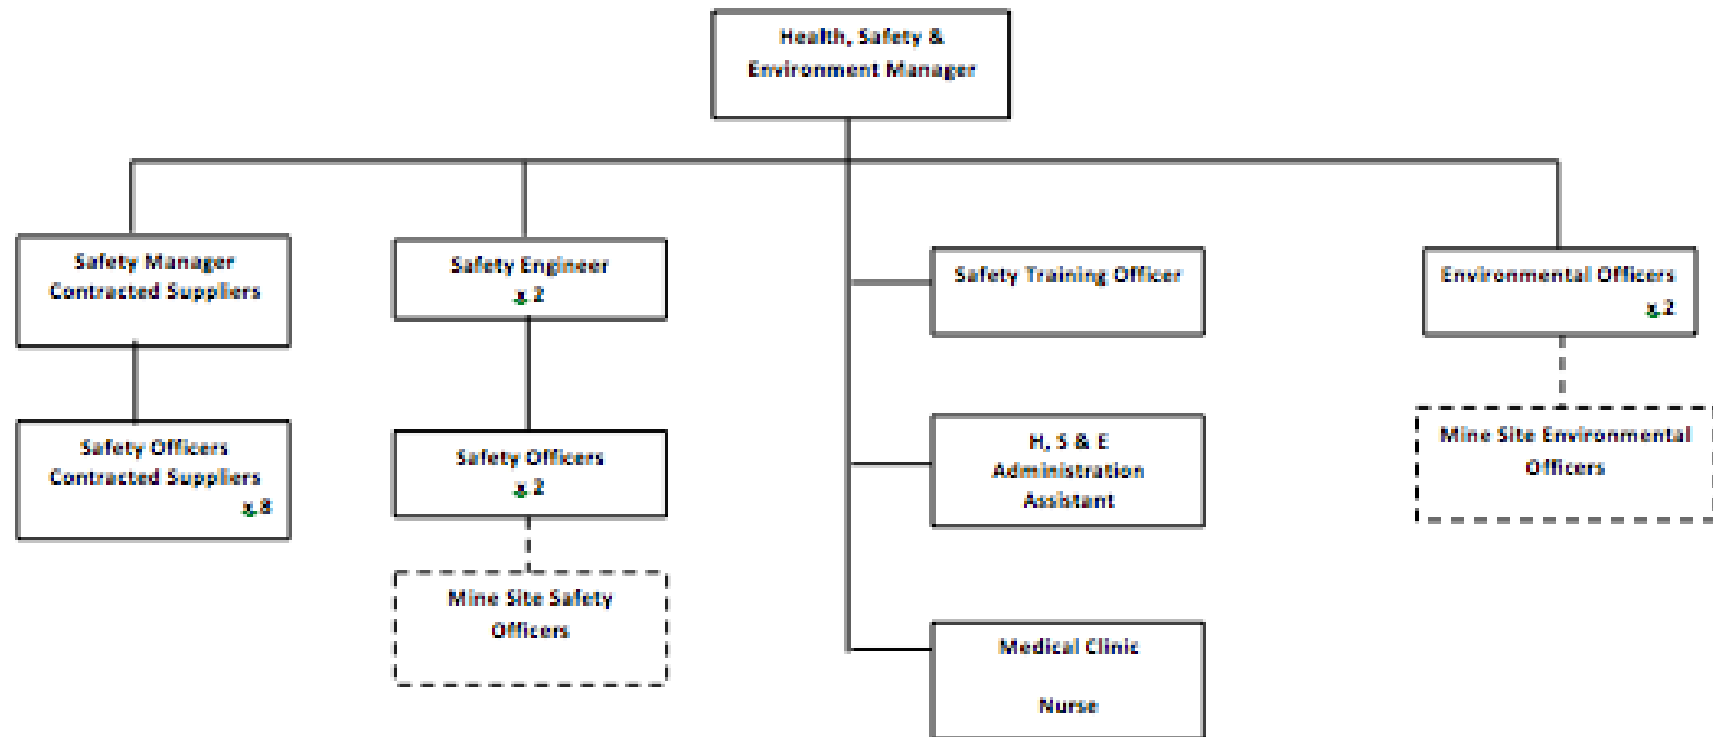 Health, Safety &
Environment Manager
Safety Manager
Contracted Suppliers
Safety Engineer
x 2
Safety Training Officer
Environmental Officers
x 2
Safety Officers
Contracted Suppliers
x 8
Safety Officers
x 2
H, S & E
Administration
Assistant
Mine Site Environmental
Officers
Mine Site Safety
Officers
Medical Clinic
Nurse